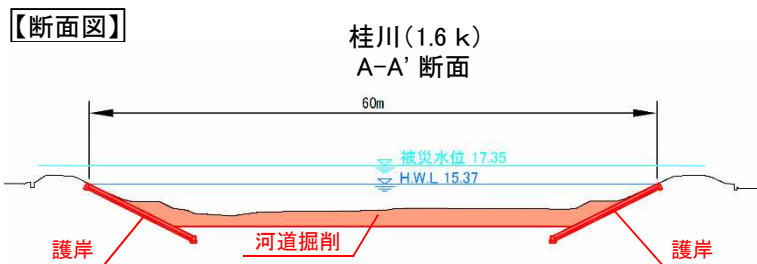 【断面図】
桂川(1.6k)
A-A' 断面
60m
被災水位 17.35
H.W.L 15.37
護岸
河道掘削
護岸